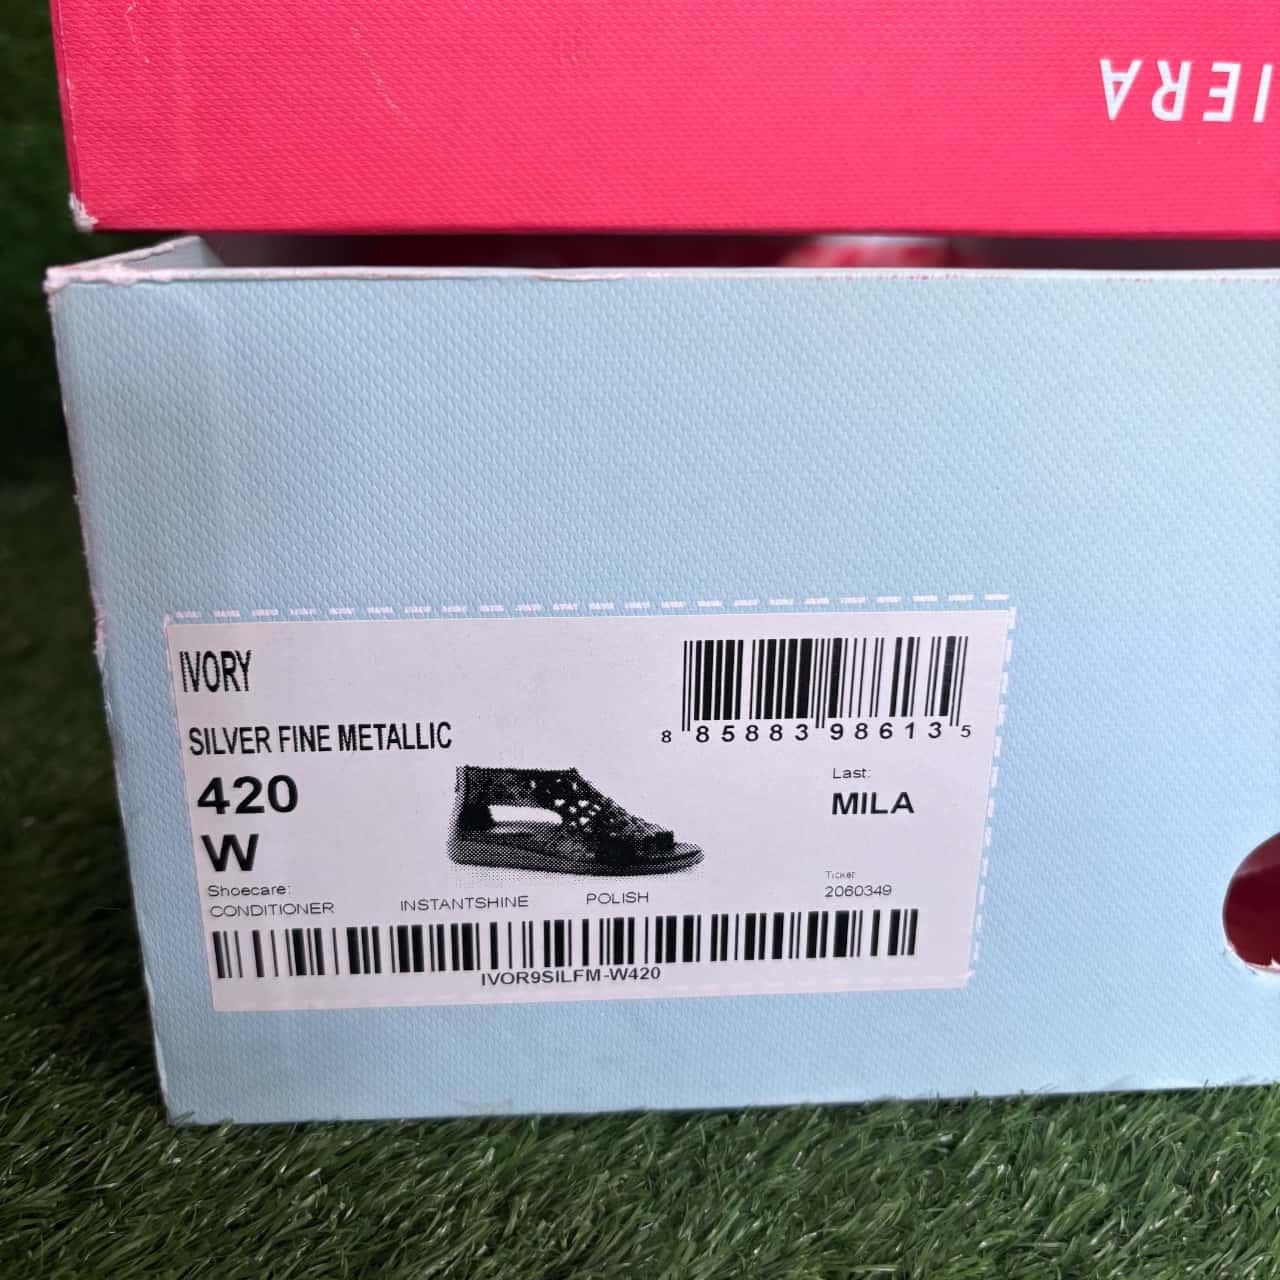 IERA
IVORY
SILVER FINE METALLIC
420
W
8 85883 98613 5
Last:
MILA
Shoecare:
CONDITIONER INSTANTSHINE POLISH
Ticket
2060349
IVOR9SILFM-W420